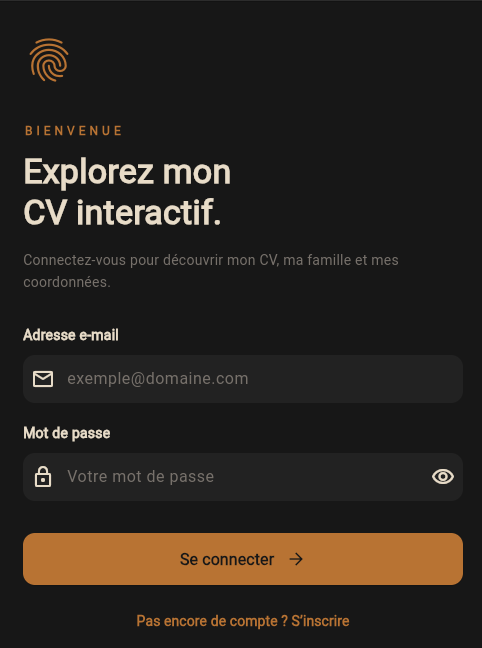 BIENVENUE
Explorez mon
CV interactif.
Connectez-vous pour découvrir mon CV, ma famille et mes
coordonnées.
Adresse e-mail
exemple@domaine.com
Mot de passe
Votre mot de passe
Se connecter →
Pas encore de compte ? S'inscrire